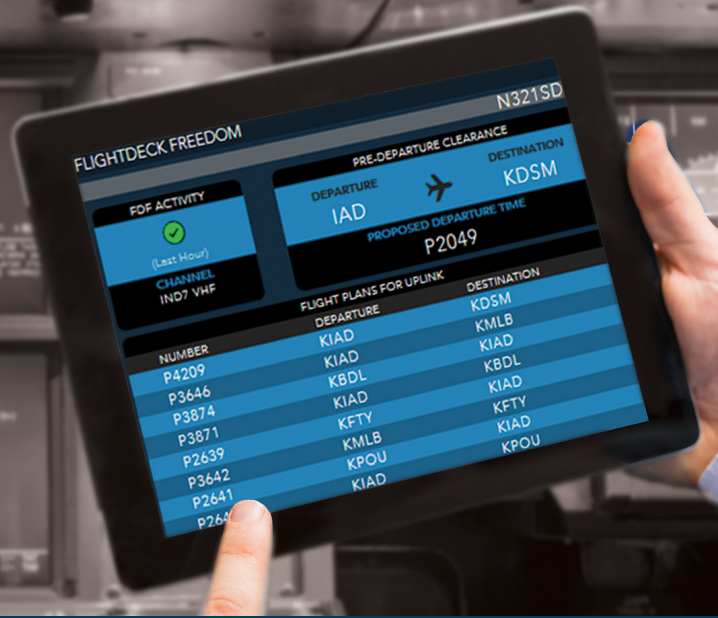 FLIGHTDECK FREEDOM N321SD
FDF ACTIVITY
(Last Hour)
CHANNEL
IND7 VHF
PRE-DEPARTURE CLEARANCE
DEPARTURE DESTINATION
IAD KDSM
PROPOSED DEPARTURE TIME
P2049
FLIGHT PLANS FOR UPLINK
NUMBER DEPARTURE DESTINATION
P4209 KIAD KDSM
P3646 KIAD KMLB
P3874 KBDL KIAD
P3871 KIAD KBDL
P2639 KFTY KIAD
P3642 KMLB KFTY
P2641 KPOU KIAD
P264 KIAD KPOU